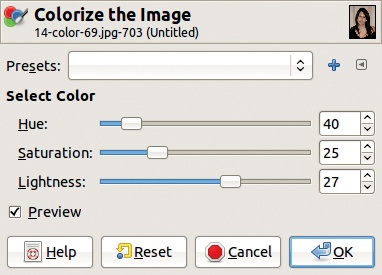 Colorize the Image
14-color-69.jpg-703 (Untitled)
Presets:
Select Color
Hue: 40
Saturation: 25
Lightness: 27
Preview
Help Reset Cancel OK